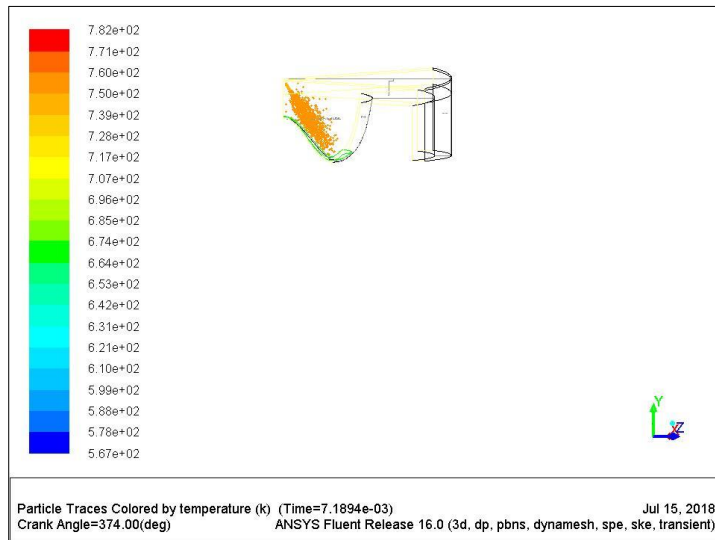 7.82e+02
7.71e+02
7.60e+02
7.50e+02
7.39e+02
7.28e+02
7.17e+02
7.07e+02
6.96e+02
6.85e+02
6.74e+02
6.64e+02
6.53e+02
6.42e+02
6.31e+02
6.21e+02
6.10e+02
5.99e+02
5.88e+02
5.78e+02
5.67e+02
Y
X Z
Particle Traces Colored by temperature (k) (Time=7.1894e-03) Jul 15, 2018
Crank Angle=374.00(deg) ANSYS Fluent Release 16.0 (3d, dp, pbns, dynamesh, spe, ske, transient)